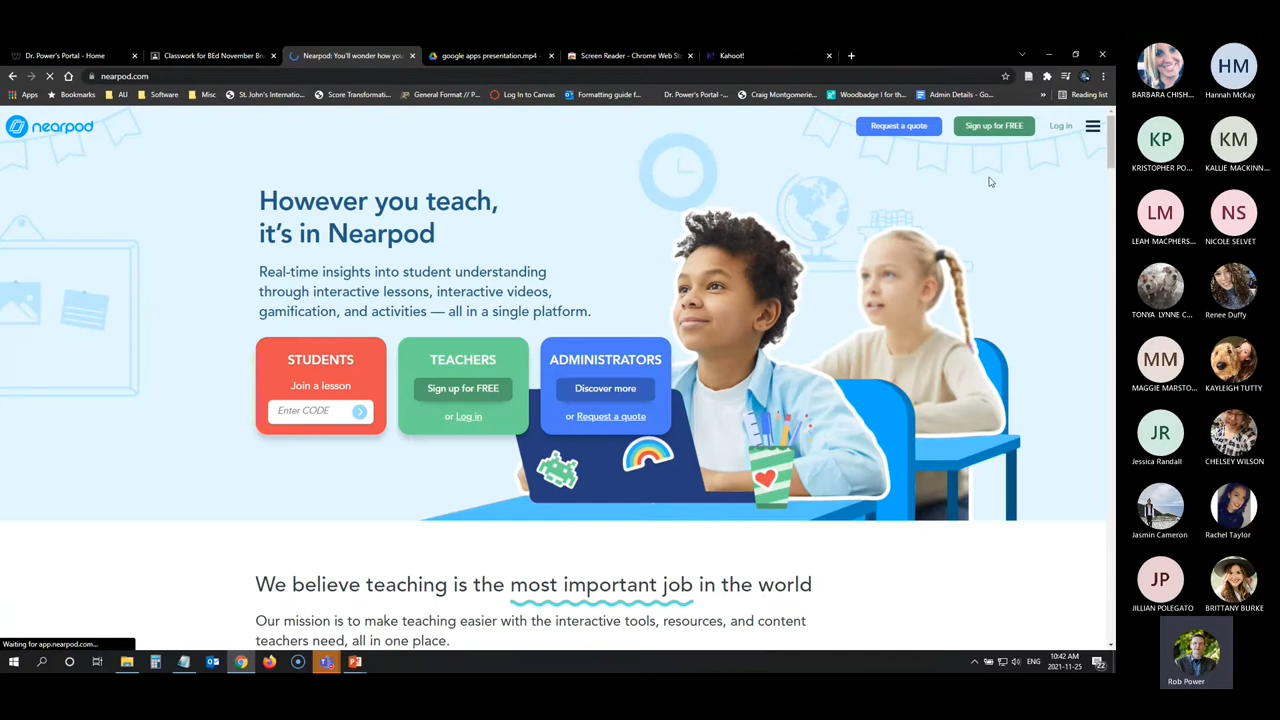 Dr. Power's Portal - Home
Classwork for BEd November Bru
Nearpod: You'll wonder how you
google apps presentation.mp4 -
Screen Reader - Chrome Web St
Kahoot!
nearpod.com
Apps
Bookmarks
AU
Software
Misc
St. John's Internatio...
Score Transformati...
General Format // P...
Log In to Canvas
Formatting guide f...
Dr. Power's Portal -...
Craig Montgomerie...
Woodbadge I for th...
Admin Details - Go...
Reading list
nearpod
Request a quote
Sign up for FREE
Log in
However you teach,
it's in Nearpod
Real-time insights into student understanding
through interactive lessons, interactive videos,
gamification, and activities — all in a single platform.
STUDENTS
Join a lesson
Enter CODE
TEACHERS
Sign up for FREE
or Log in
ADMINISTRATORS
Discover more
or Request a quote
We believe teaching is the most important job in the world
Our mission is to make teaching easier with the interactive tools, resources, and content
teachers need, all in one place.
Waiting for app.nearpod.com...
ENG
10:42 AM
2021-11-25
22
BARBARA CHISH...
HM
Hannah McKay
KP
KRISTOPHER PO...
KM
KALLIE MACKINN...
LM
LEAH MACPHERS...
NS
NICOLE SELVET
TONYA LYNNE C...
Renee Duffy
MM
MAGGIE MARSTO...
KAYLEIGH TUTTY
JR
Jessica Randall
CHELSEY WILSON
Jasmin Cameron
Rachel Taylor
JP
JILLIAN POLEGATO
BRITTANY BURKE
Rob Power